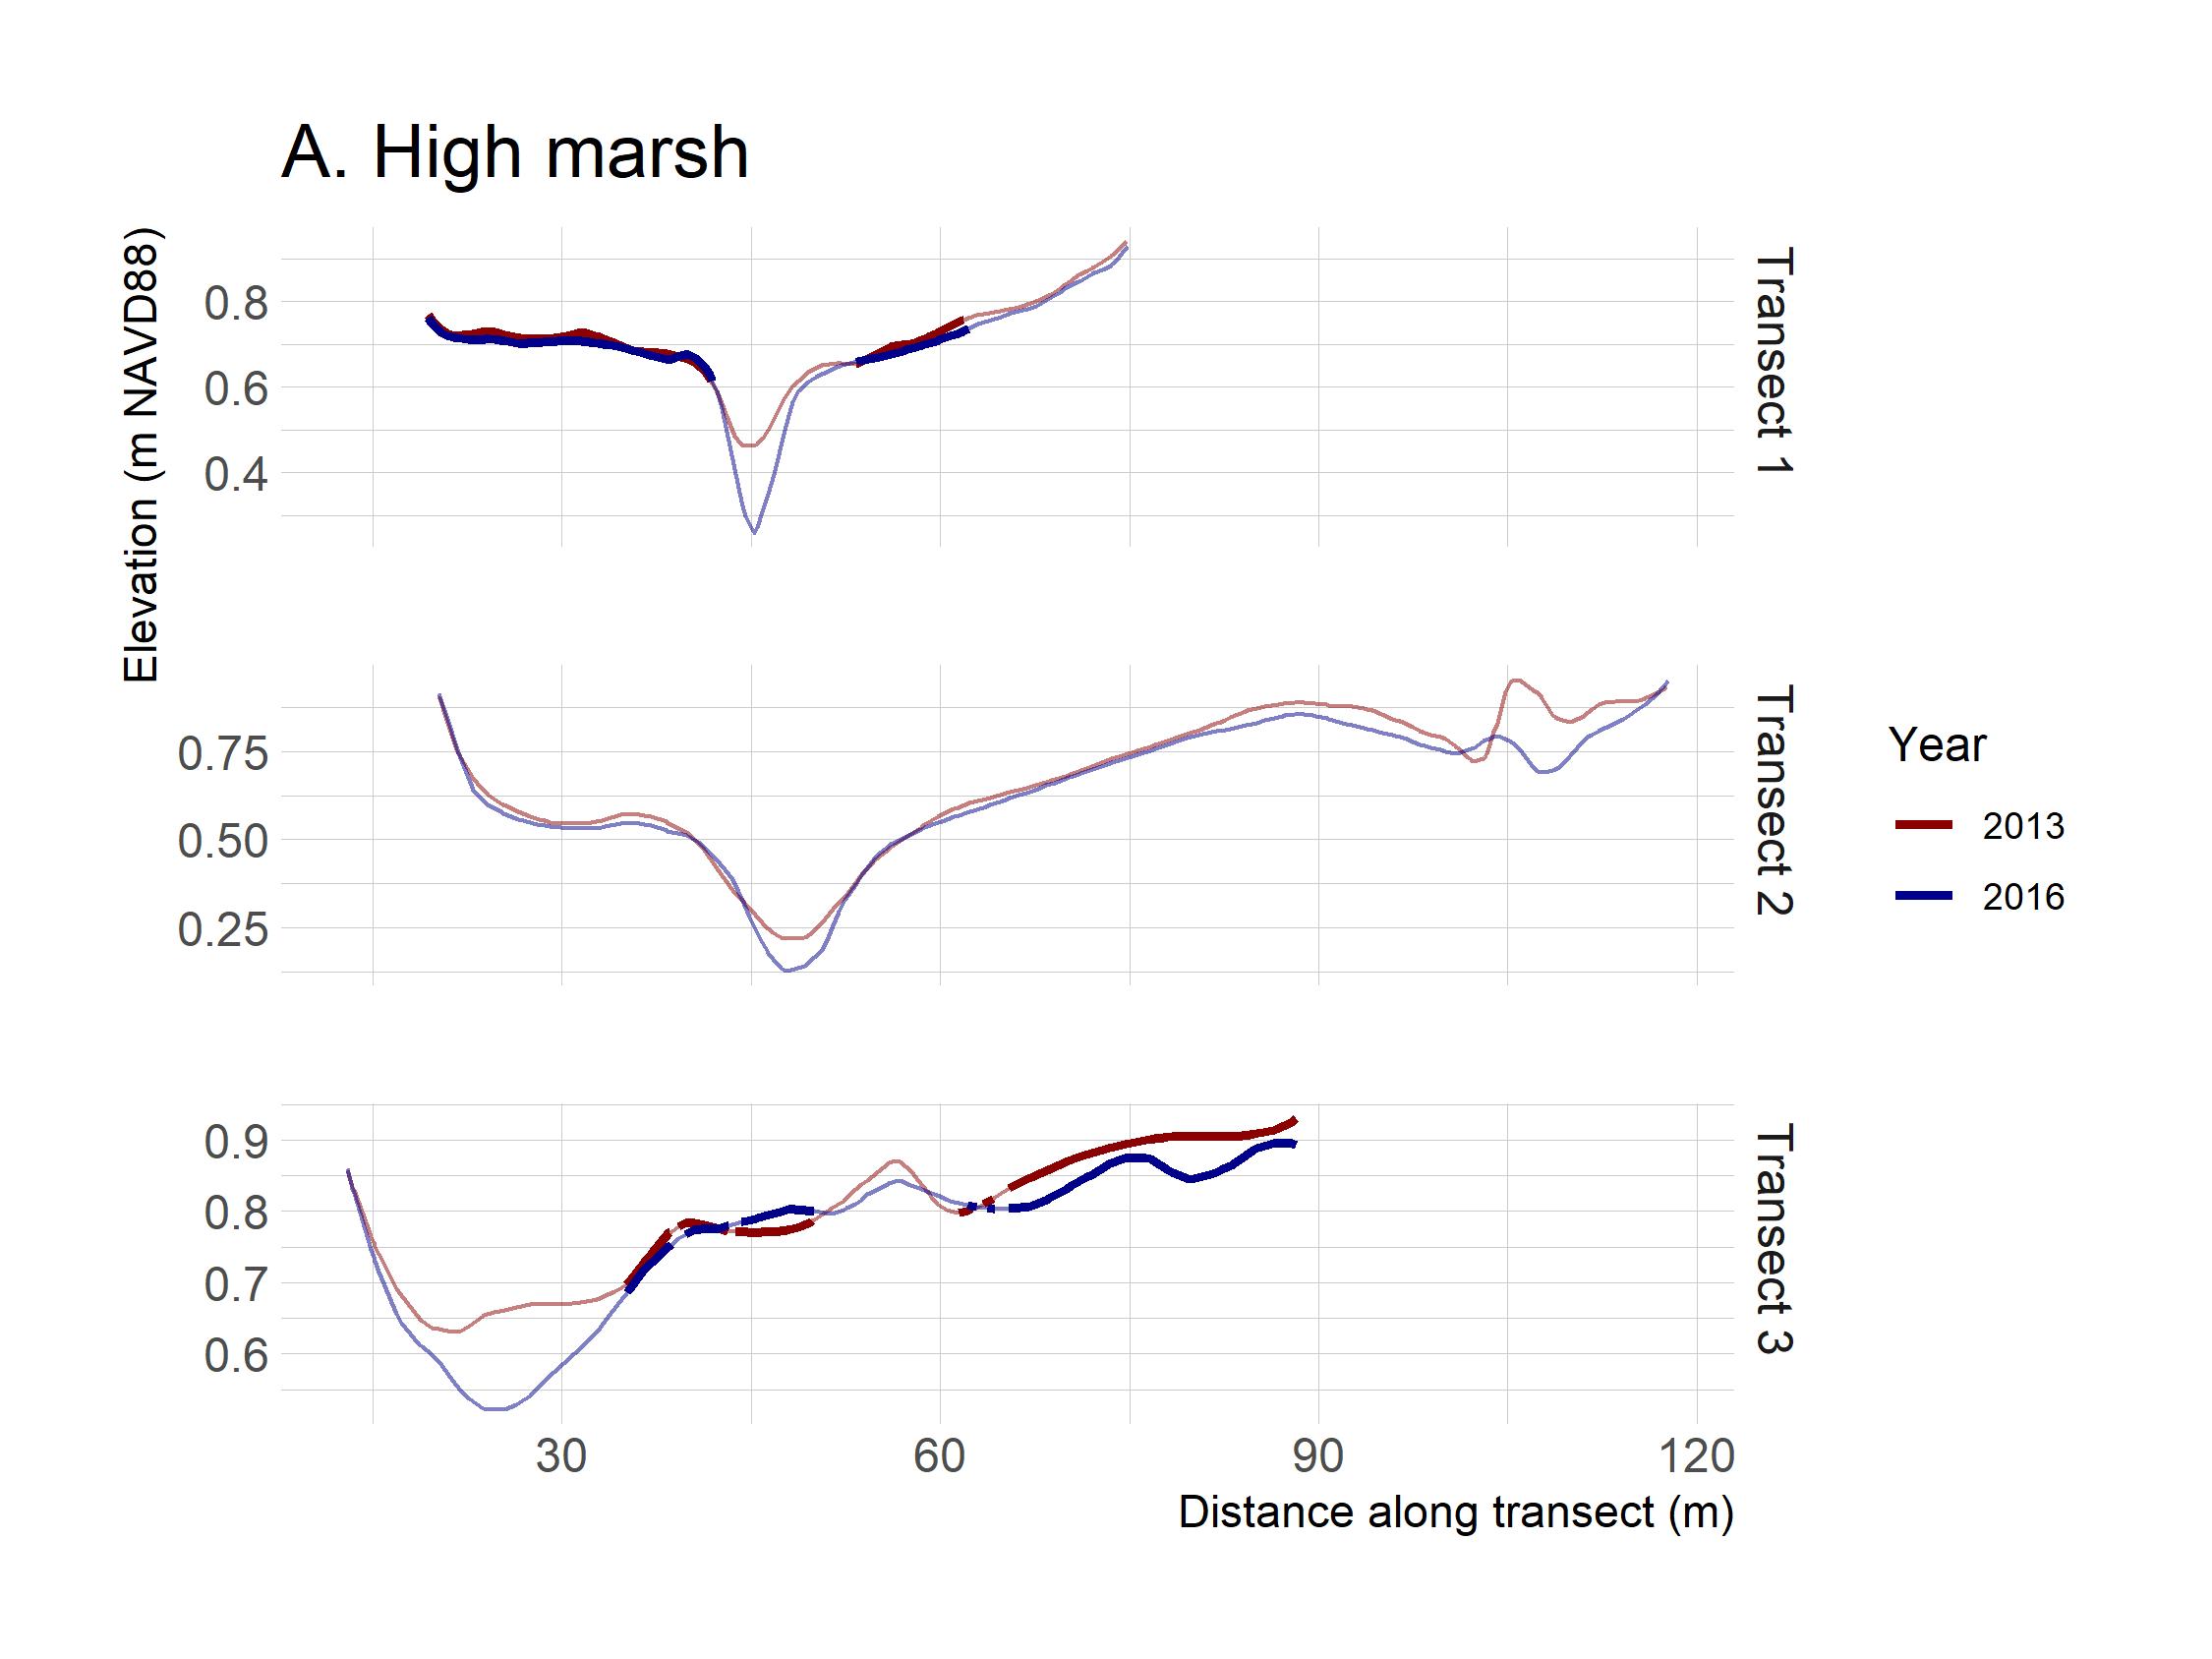 A. High marsh
Elevation (m NAVD88)
0.8
0.6
0.4
Transect 1
0.75
0.50
0.25
Transect 2
0.9
0.8
0.7
0.6
Transect 3
30
60
90
120
Distance along transect (m)
Year
2013
2016